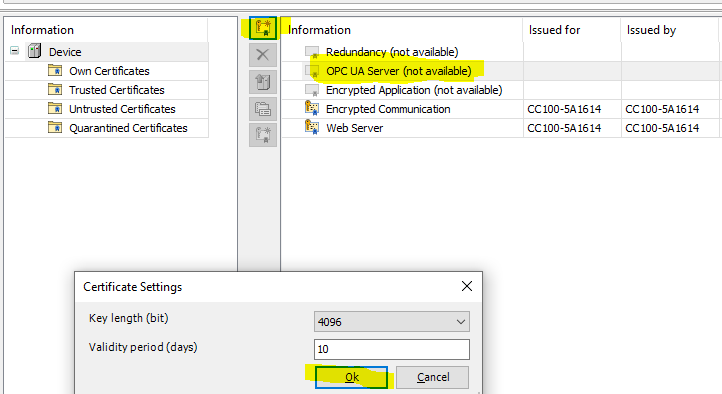 Information
Device
Own Certificates
Trusted Certificates
Untrusted Certificates
Quarantined Certificates
Information Issued for Issued by
Redundancy (not available)
OPC UA Server (not available)
Encrypted Application (not available)
Encrypted Communication CC100-5A1614 CC100-5A1614
Web Server CC100-5A1614 CC100-5A1614
Certificate Settings
Key length (bit) 4096
Validity period (days) 10
Ok Cancel